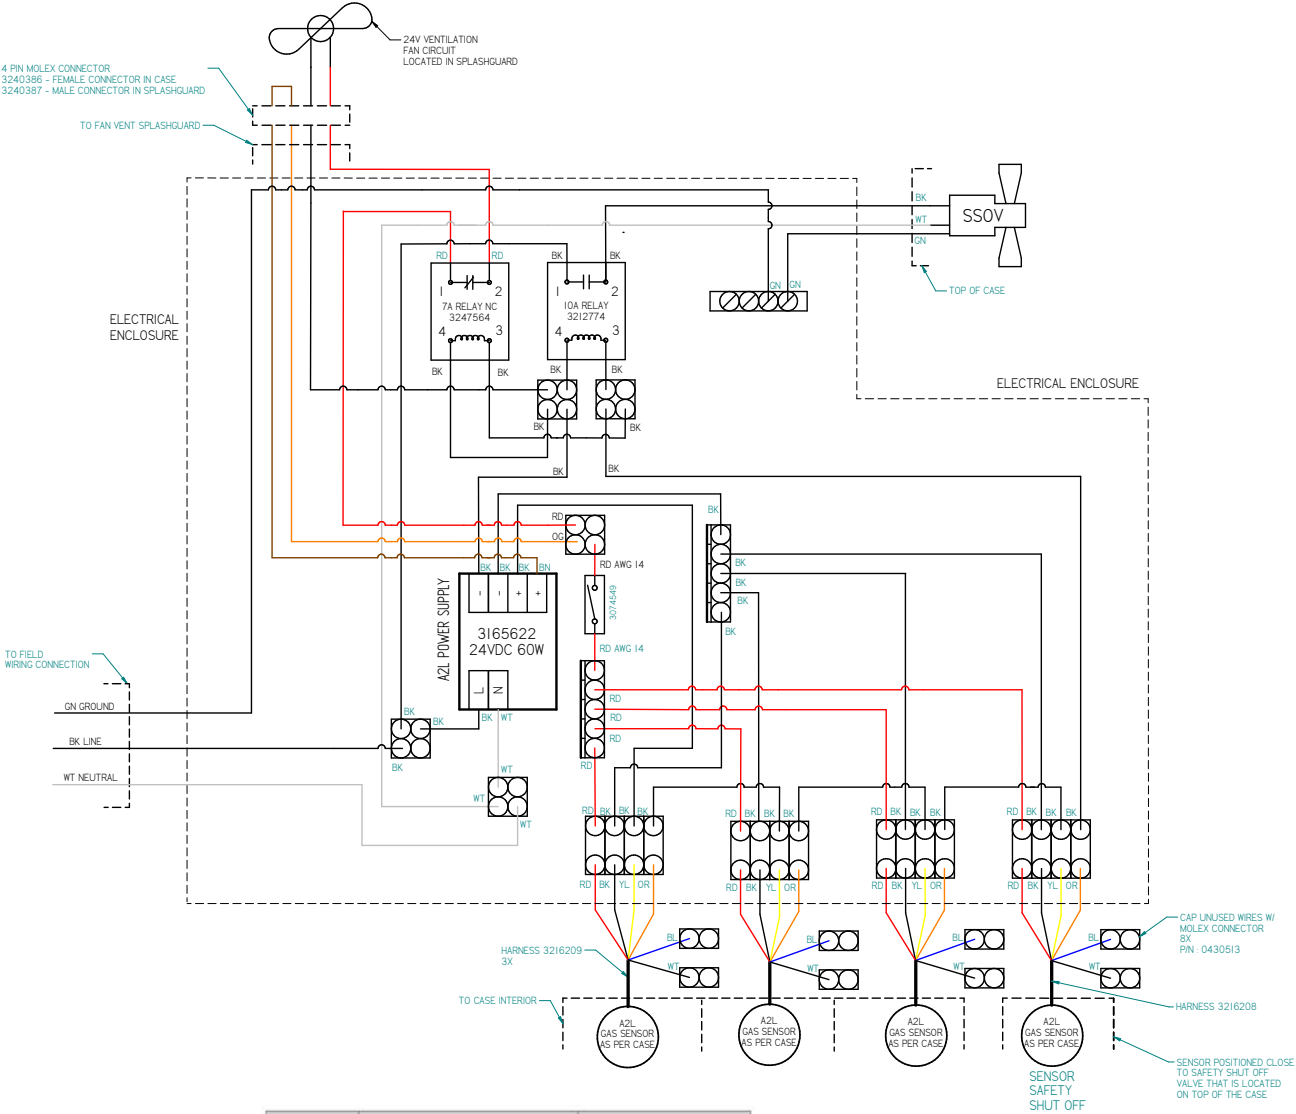 24V VENTILATION
FAN CIRCUIT
LOCATED IN SPLASHGUARD
4 PIN MOLEX CONNECTOR
3240386 - FEMALE CONNECTOR IN CASE
3240387 - MALE CONNECTOR IN SPLASHGUARD
TO FAN VENT SPLASHGUARD
BK
WT
GN
SSOV
TOP OF CASE
RD RD BK BK
1 2
7A RELAY NC
3247564
4 3
1 2
10A RELAY
3212774
4 3
GN GN
ELECTRICAL
ENCLOSURE
BK BK BK BK
ELECTRICAL ENCLOSURE
BK BK
BK BK
RD
OG
BK
BK BK BK BN
RD AWG 14
BK
BK
BK
A2L POWER SUPPLY
- - + +
3165622
24VDC 60W
L N
3074549
RD AWG 14
RD
RD
RD
RD
TO FIELD
WIRING CONNECTION
GN GROUND
BK LINE
WT NEUTRAL
BK BK
BK WT
BK
WT
WT
WT
RD BK BK BK
RD BK BK BK
RD BK BK BK
RD BK BK BK
RD BK YL OR
RD BK YL OR
RD BK YL OR
RD BK YL OR
BL BL BL BL
WT WT WT WT
HARNESS 3216209
3X
CAP UNUSED WIRES W/
MOLEX CONNECTOR
8X
P/N : 0430513
TO CASE INTERIOR
HARNESS 3216208
A2L
GAS SENSOR
AS PER CASE
A2L
GAS SENSOR
AS PER CASE
A2L
GAS SENSOR
AS PER CASE
A2L
GAS SENSOR
AS PER CASE
SENSOR
SAFETY
SHUT OFF
SENSOR POSITIONED CLOSE
TO SAFETY SHUT OFF
VALVE THAT IS LOCATED
ON TOP OF THE CASE